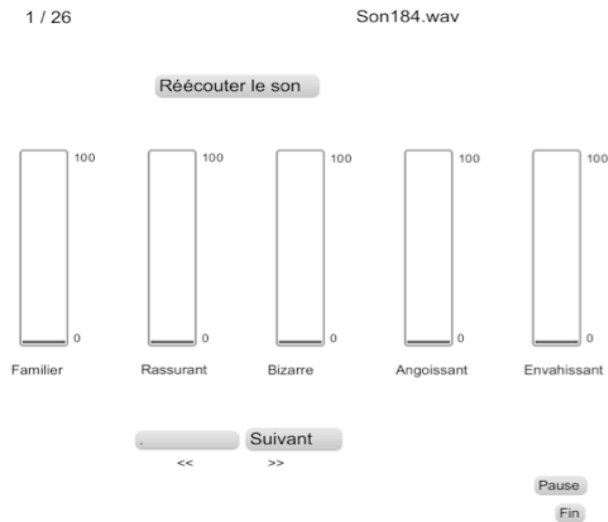 1 / 26 Son184.wav
Réécouter le son
100 100 100 100 100
0 0 0 0 0
Familier Rassurant Bizarre Angoissant Envahissant
. Suivant
<< >>
Pause
Fin